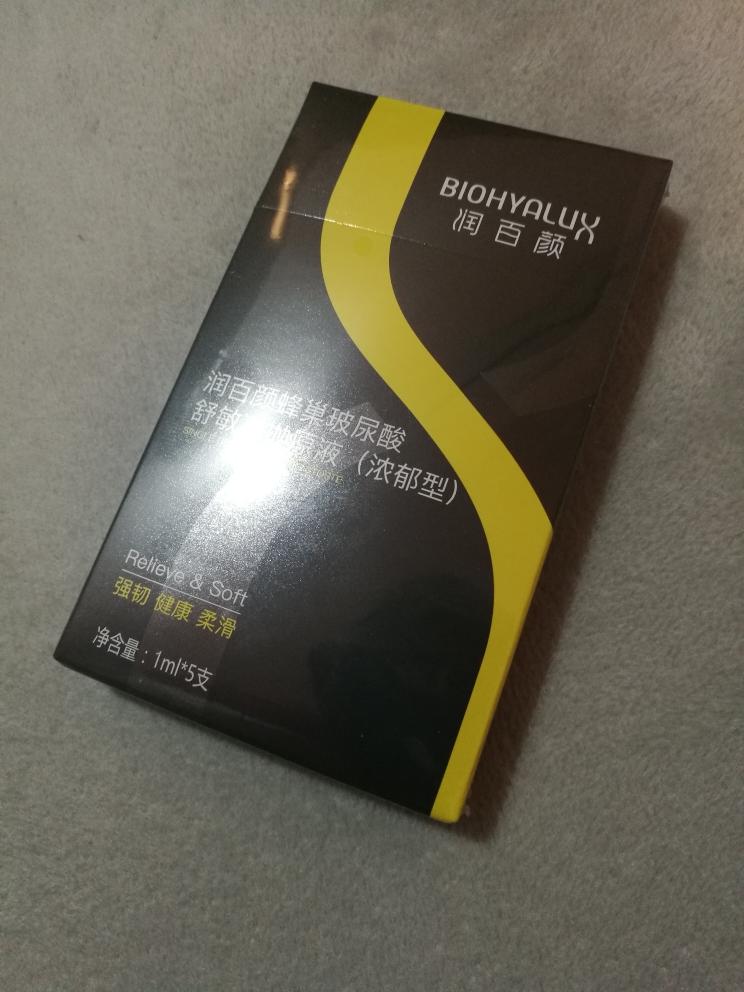 BIOHYALUX
润百颜
润百颜蜂巢玻尿酸
舒敏 原液（浓郁型）
Relieve & Soft
强韧 健康 柔滑
净含量：1ml*5支